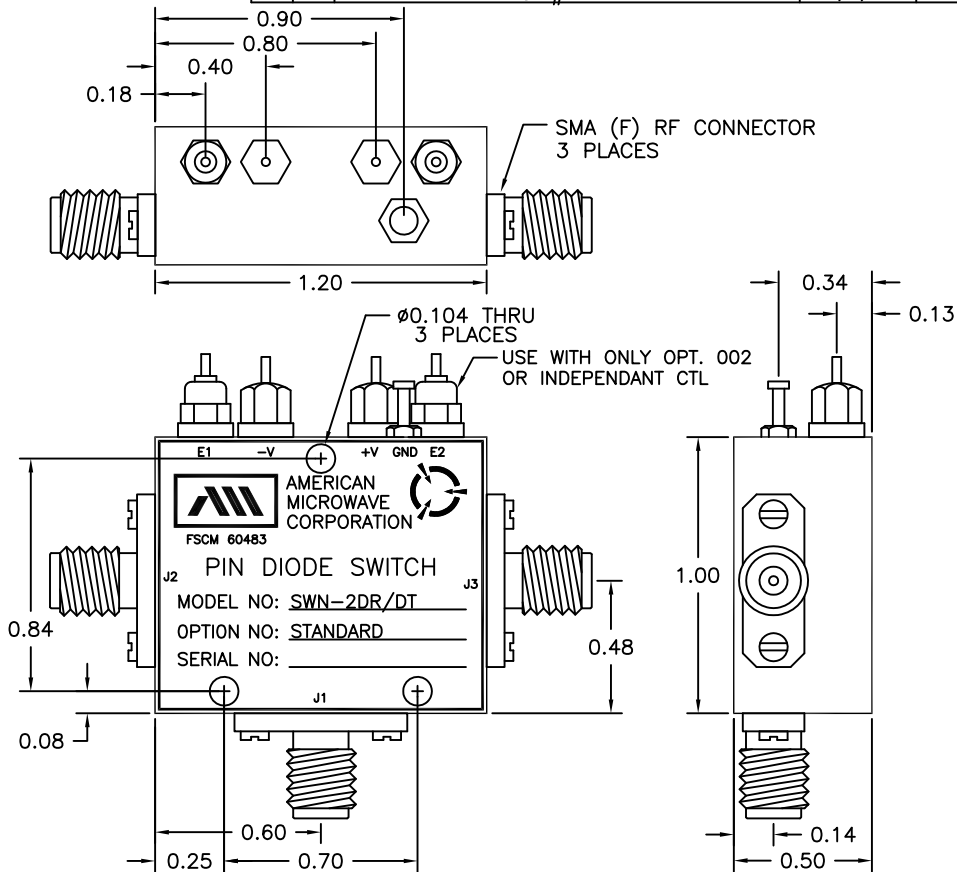 0.90
0.80
0.40
0.18
SMA (F) RF CONNECTOR
3 PLACES
1.20
0.34
0.13
ø0.104 THRU
3 PLACES
USE WITH ONLY OPT. 002
OR INDEPENDANT CTL
E1 -V +V GND E2
AMERICAN
MICROWAVE
CORPORATION
FSCM 60483
PIN DIODE SWITCH
J2 J3
MODEL NO: SWN-2DR/DT
OPTION NO: STANDARD
SERIAL NO:
J1
0.84
0.08
0.48
1.00
0.60
0.25
0.70
0.14
0.50